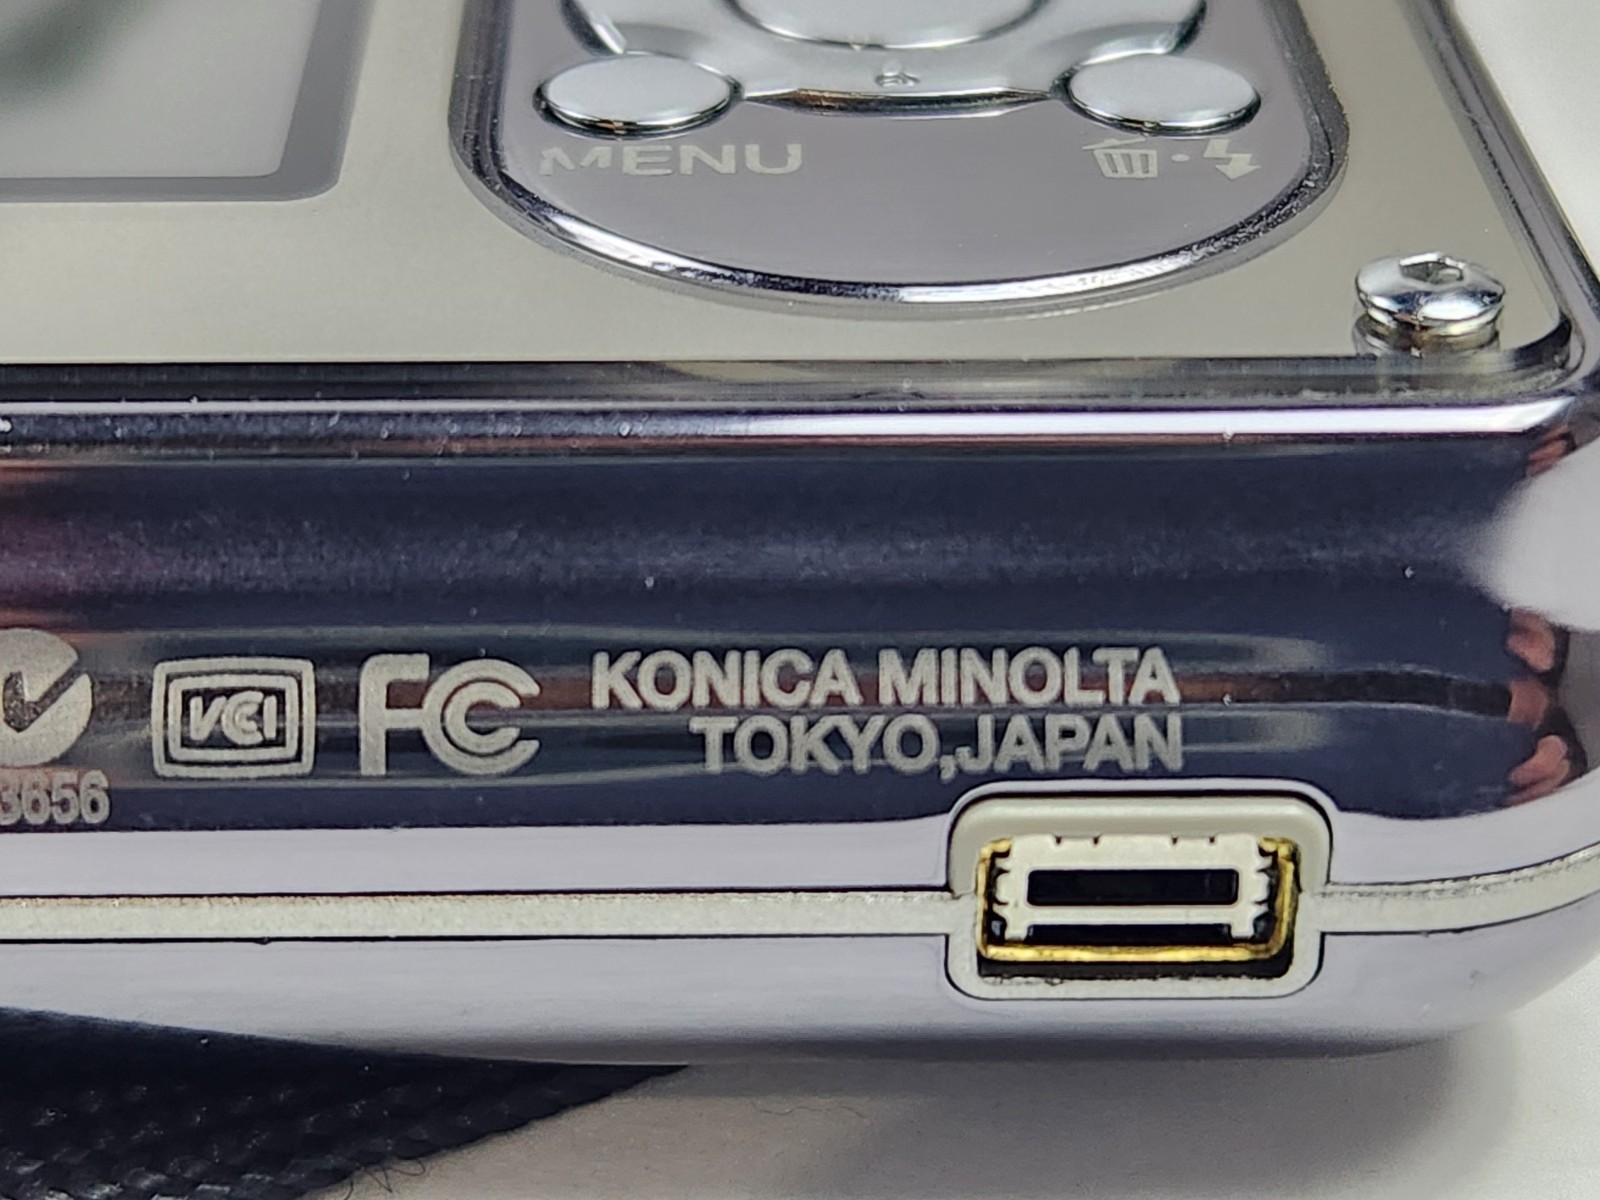 MENU
VCI
FC
KONICA MINOLTA
TOKYO,JAPAN
3656